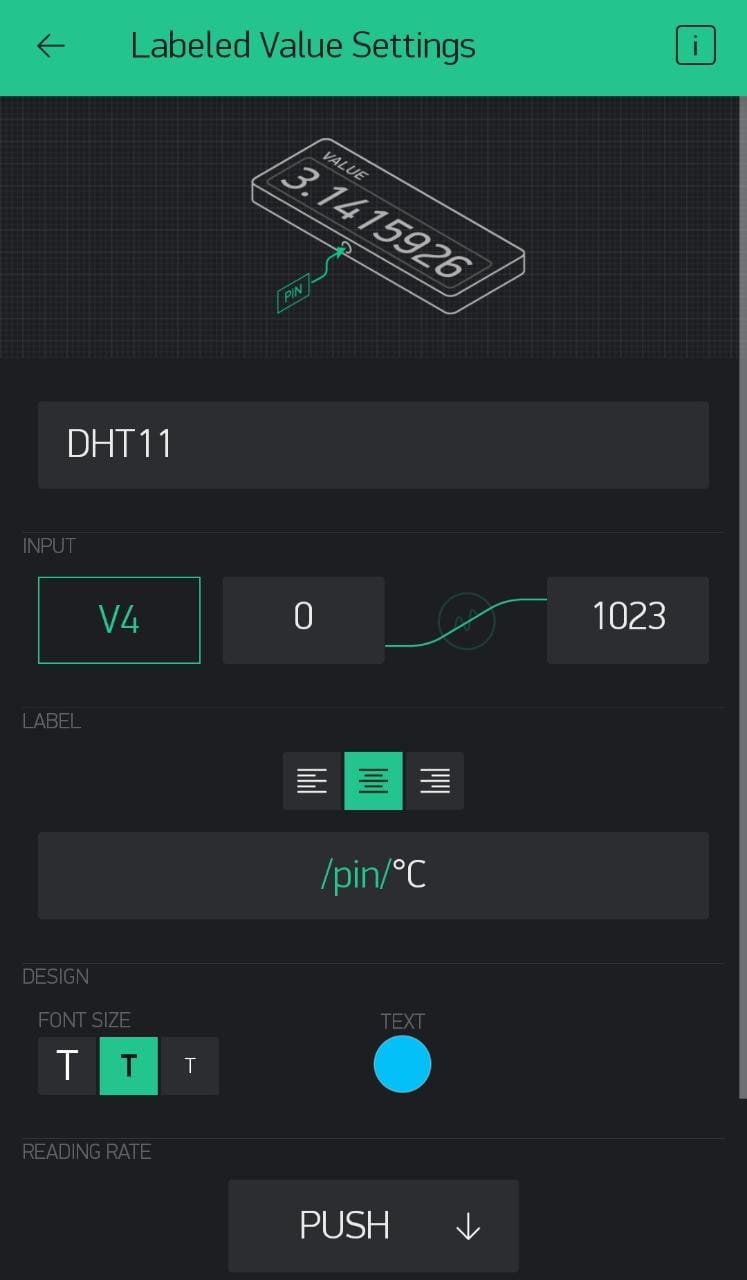 Labeled Value Settings
i
VALUE
3.1415926
PIN
DHT11
INPUT
V4 0 1023
LABEL
/pin/°C
DESIGN
FONT SIZE TEXT
T T T
READING RATE
PUSH